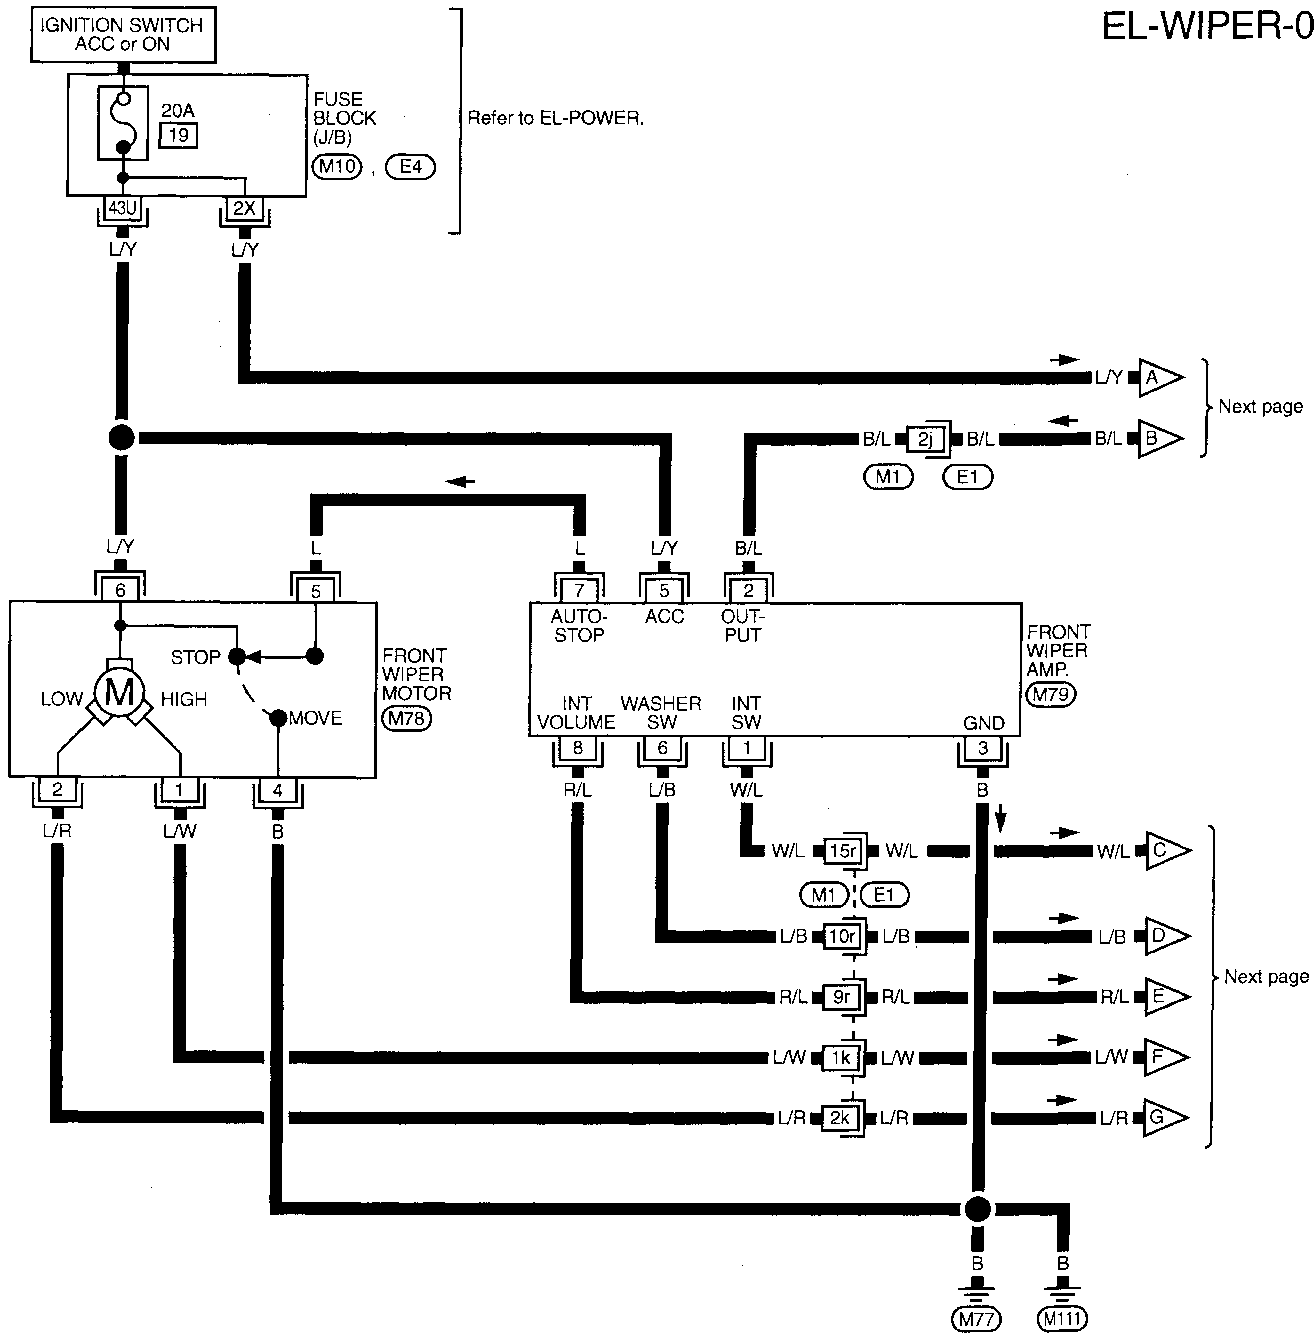 EL-WIPER-0
IGNITION SWITCH
ACC or ON
20A
19
FUSE
BLOCK
(J/B)
M10 , E4
Refer to EL-POWER.
43U
2X
L/Y
L/Y
L/Y
A
Next page
B/L
2j
B/L
B/L
B
M1
E1
L/Y
L
L
L/Y
B/L
6
5
7
5
2
AUTO-
STOP
ACC
OUT-
PUT
STOP
LOW
M
HIGH
MOVE
FRONT
WIPER
MOTOR
M78
FRONT
WIPER
AMP.
M79
INT
VOLUME
WASHER
SW
INT
SW
GND
8
6
1
3
2
1
4
R/L
L/B
W/L
B
L/R
L/W
B
W/L
15r
W/L
W/L
C
M1
E1
L/B
10r
L/B
L/B
D
R/L
9r
R/L
R/L
E
Next page
L/W
1k
L/W
L/W
F
L/R
2k
L/R
L/R
G
B
B
M77
M111